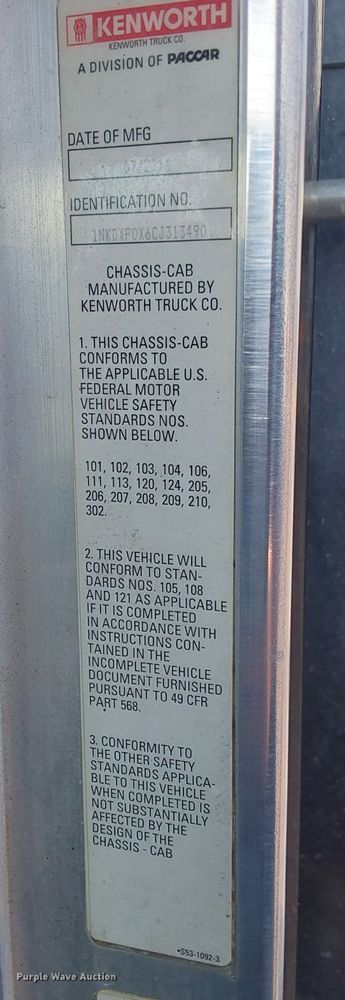 KENWORTH
KENWORTH TRUCK CO.
A DIVISION OF PACCAR
DATE OF MFG
IDENTIFICATION NO.
1NKDXP0X6CJ313490
CHASSIS-CAB
MANUFACTURED BY
KENWORTH TRUCK CO.
1. THIS CHASSIS-CAB
CONFORMS TO
THE APPLICABLE U.S.
FEDERAL MOTOR
VEHICLE SAFETY
STANDARDS NOS.
SHOWN BELOW.
101, 102, 103, 104, 106,
111, 113, 120, 124, 205,
206, 207, 208, 209, 210,
302.
2. THIS VEHICLE WILL
CONFORM TO STAN-
DARDS NOS. 105, 108
AND 121 AS APPLICABLE
IF IT IS COMPLETED
IN ACCORDANCE WITH
INSTRUCTIONS CON-
TAINED IN THE
INCOMPLETE VEHICLE
DOCUMENT FURNISHED
PURSUANT TO 49 CFR
PART 568.
3. CONFORMITY TO
THE OTHER SAFETY
STANDARDS APPLICA-
BLE TO THIS VEHICLE
WHEN COMPLETED IS
NOT SUBSTANTIALLY
AFFECTED BY THE
DESIGN OF THE
CHASSIS - CAB
•S53-1092-3
Purple Wave Auction